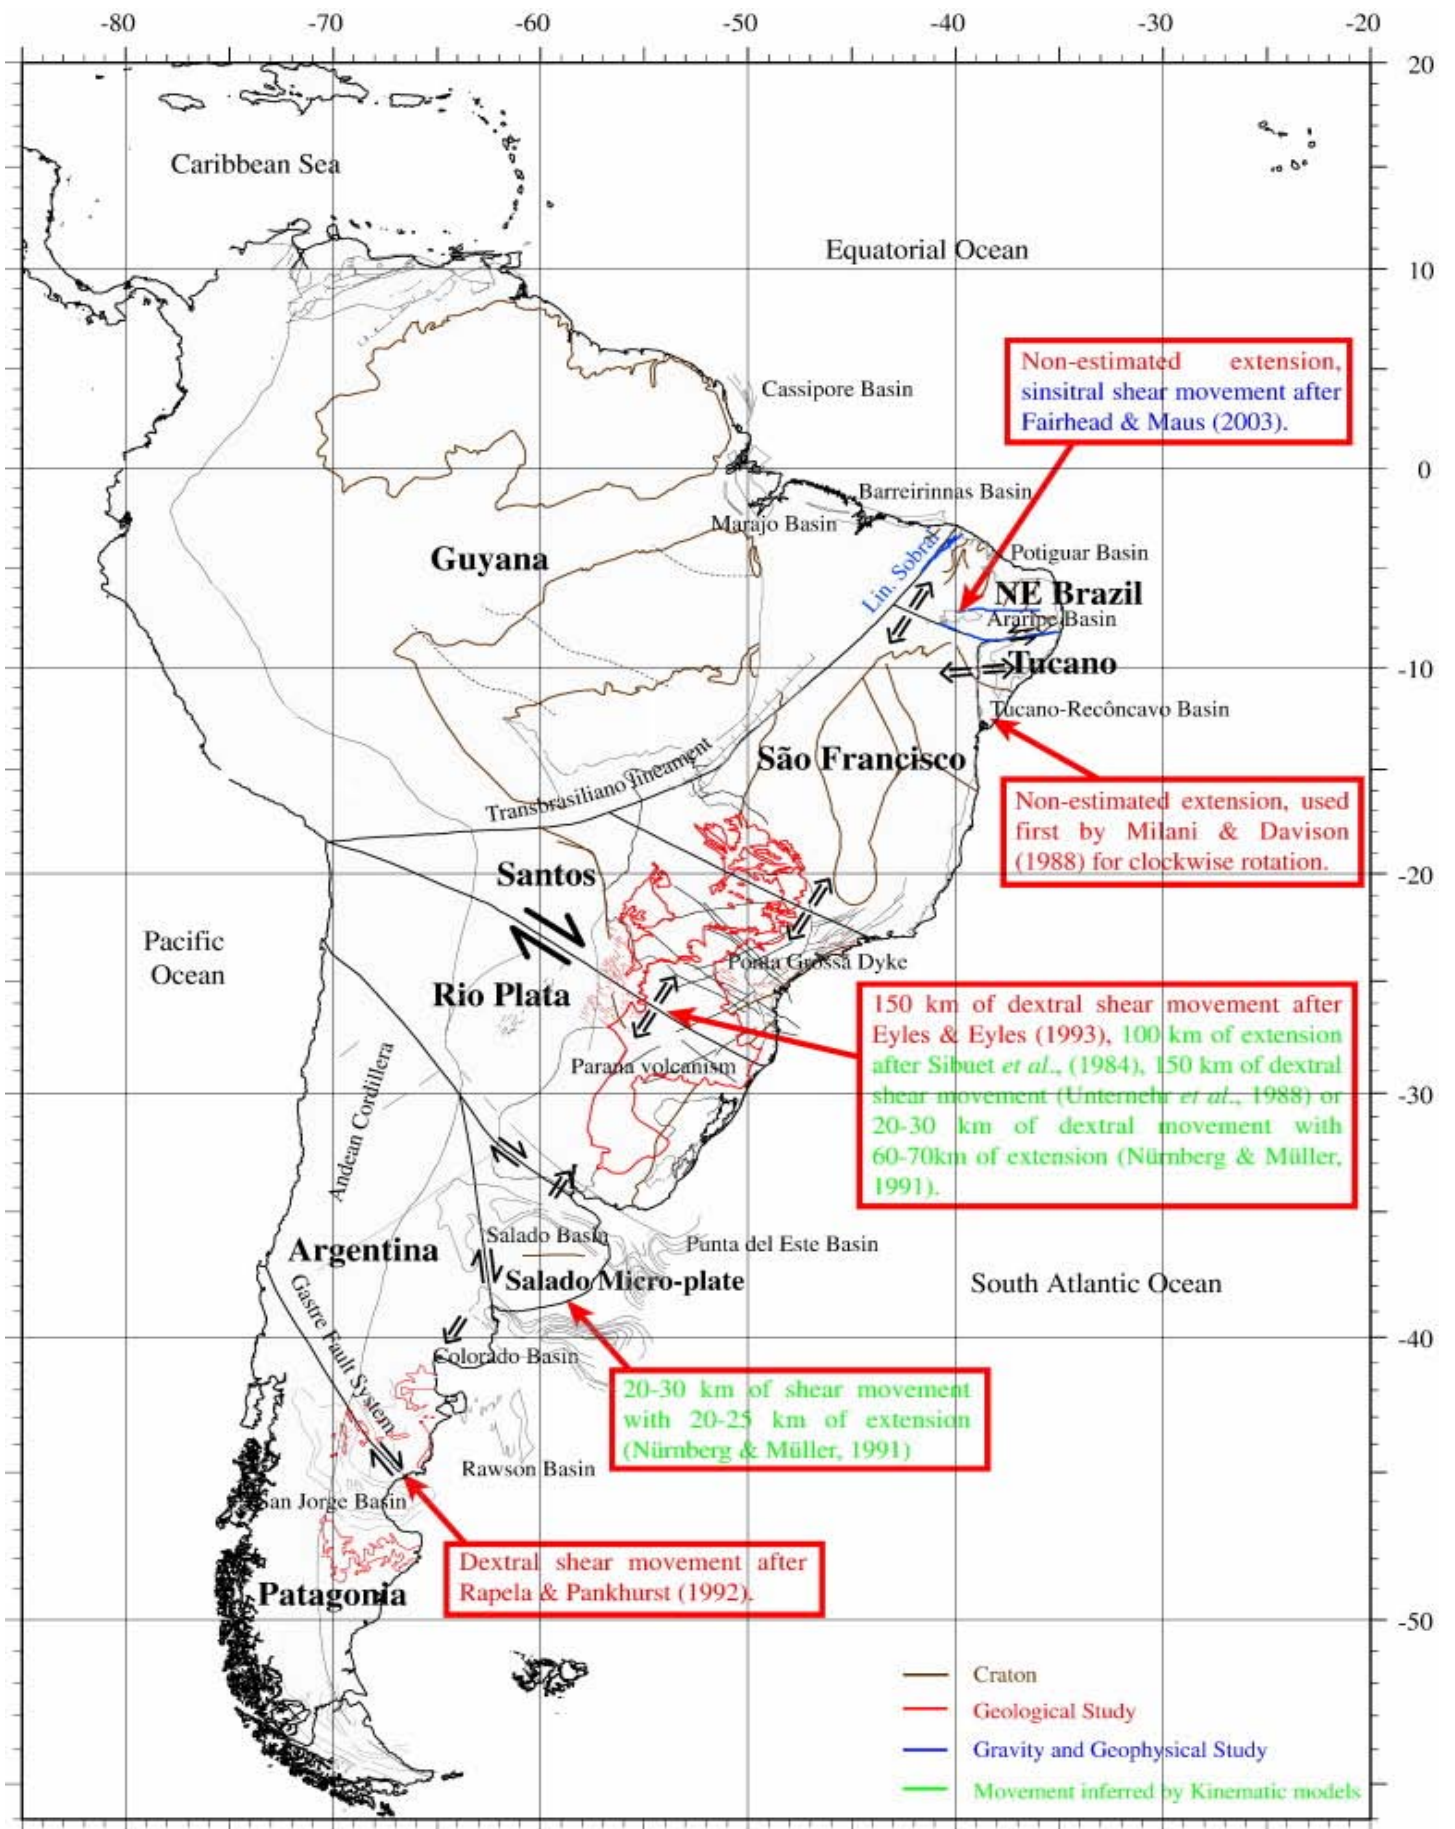 -80 -70 -60 -50 -40 -30 -20
20
Caribbean Sea
Equatorial Ocean
10
Non-estimated extension,
sinsitral shear movement after
Fairhead & Maus (2003).
Cassipore Basin
0
Barreirinnas Basin
Marajo Basin
Lin. Sobral
Potiguar Basin
Guyana
NE Brazil
Araripe Basin
Tucano
-10
Tucano-Recôncavo Basin
São Francisco
Transbrasiliano lineament
Non-estimated extension, used
first by Milani & Davison
(1988) for clockwise rotation.
Santos
-20
Pacific
Ocean
Ponta Grossa Dyke
Rio Plata
150 km of dextral shear movement after
Eyles & Eyles (1993), 100 km of extension
after Sibuet et al., (1984), 150 km of dextral
shear movement (Unternehr et al., 1988) or
20-30 km of dextral movement with
60-70km of extension (Nürnberg & Müller,
1991).
Parana volcanism
-30
Andean Cordillera
Salado Basin
Punta del Este Basin
Argentina
Salado Micro-plate
South Atlantic Ocean
Gastre Fault System
-40
Colorado Basin
20-30 km of shear movement
with 20-25 km of extension
(Nürnberg & Müller, 1991)
Rawson Basin
San Jorge Basin
Dextral shear movement after
Rapela & Pankhurst (1992).
Patagonia
-50
Craton
Geological Study
Gravity and Geophysical Study
Movement inferred by Kinematic models